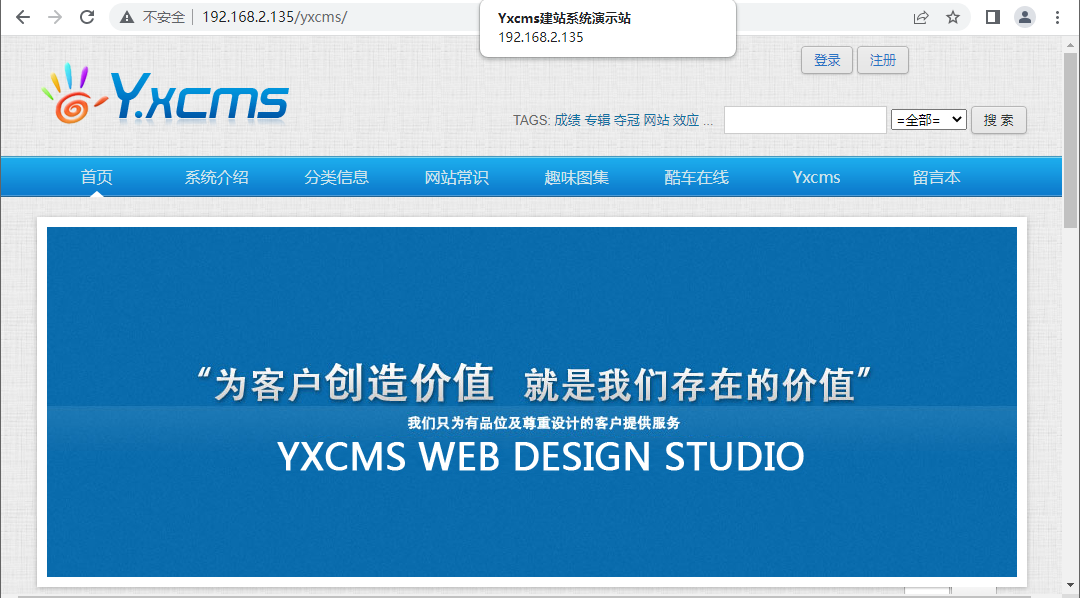 不安全 192.168.2.135/yxcms/
Yxcms建站系统演示站
192.168.2.135
登录 注册
Y.xcms
TAGS: 成绩 专辑 夺冠 网站 效应 ... =全部= 搜 索
首页 系统介绍 分类信息 网站常识 趣味图集 酷车在线 Yxcms 留言本
“为客户创造价值 就是我们存在的价值”
我们只为有品位及尊重设计的客户提供服务
YXCMS WEB DESIGN STUDIO